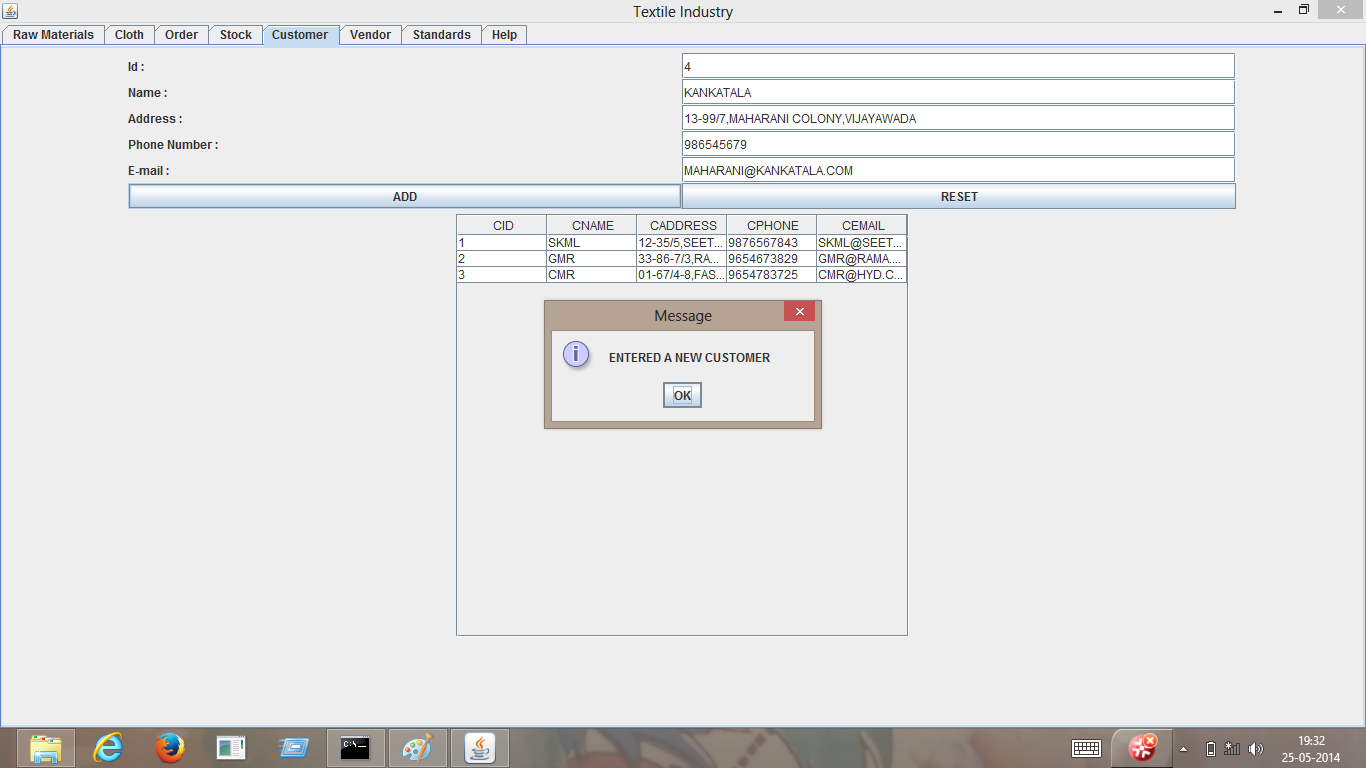 Textile Industry
Raw Materials Cloth Order Stock Customer Vendor Standards Help
Id : 4
Name : KANKATALA
Address : 13-99/7,MAHARANI COLONY,VIJAYAWADA
Phone Number : 986545679
E-mail : MAHARANI@KANKATALA.COM
ADD RESET
CID CNAME CADDRESS CPHONE CEMAIL
1 SKML 12-35/5,SEET... 9876567843 SKML@SEET...
2 GMR 33-86-7/3,RA... 9654673829 GMR@RAMA....
3 CMR 01-67/4-8,FAS... 9654783725 CMR@HYD.C...
Message
i ENTERED A NEW CUSTOMER
OK
C:\_
19:32
25-05-2014